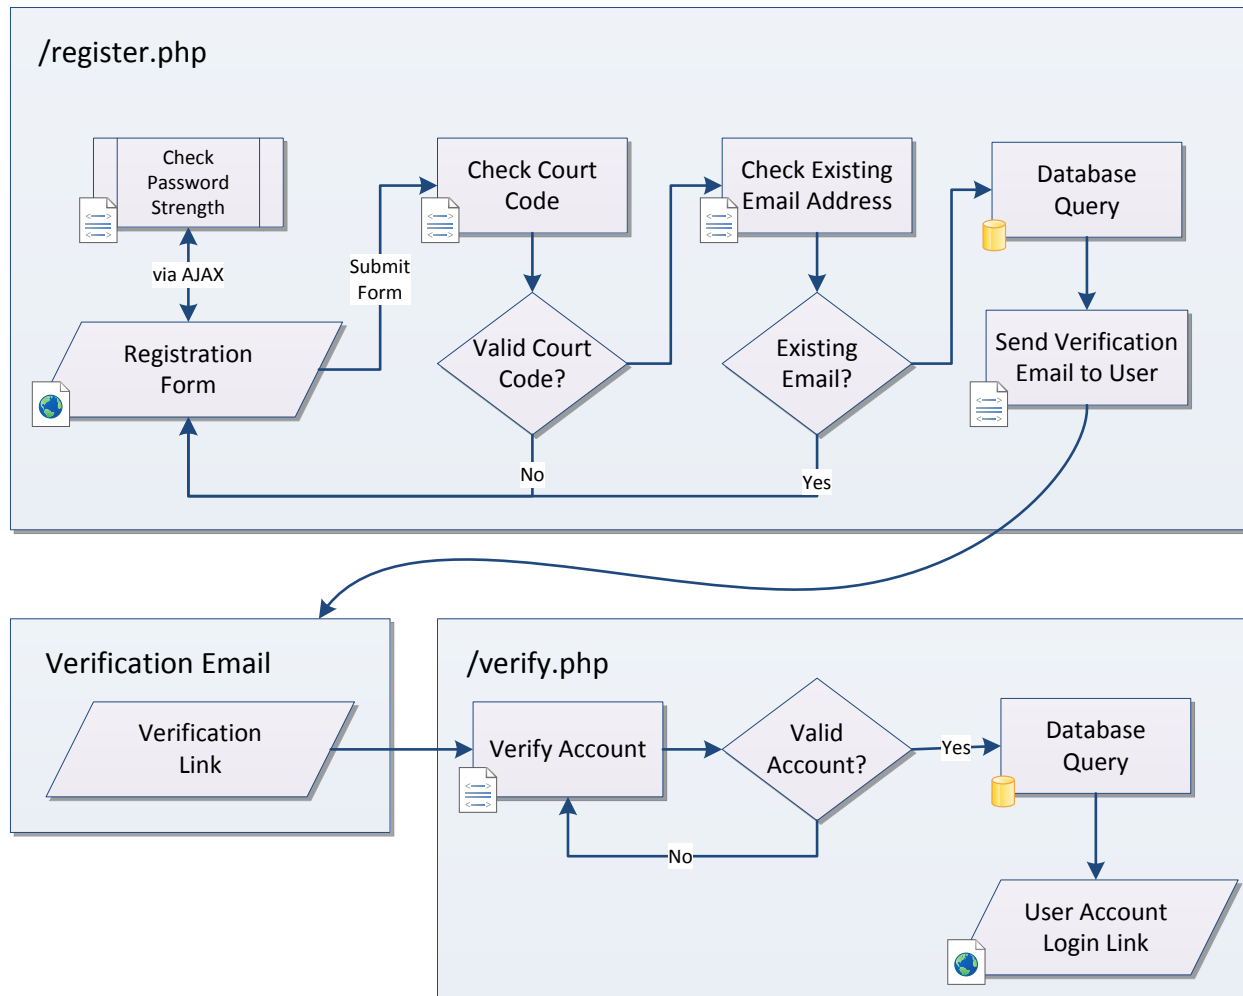 /register.php
Check
Password
Strength
via AJAX
Registration
Form
Submit
Form
Check Court
Code
Valid Court
Code?
No
Check Existing
Email Address
Existing
Email?
Yes
Database
Query
Send Verification
Email to User
Verification Email
Verification
Link
/verify.php
Verify Account
Valid
Account?
No
Yes
Database
Query
User Account
Login Link